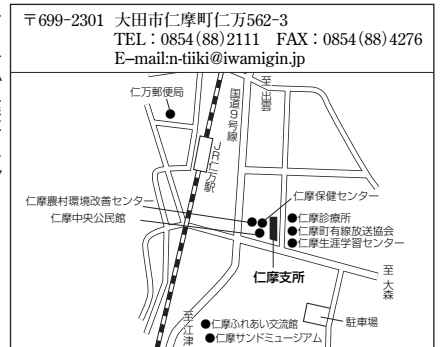 〒699-2301 大田市仁摩町仁万562-3
TEL：0854(88)2111 FAX：0854(88)4276
E–mail:n-tiiki@iwamigin.jp
仁万郵便局
国道9号線
至出雲
JR仁万駅
仁摩農村環境改善センター
仁摩中央公民館
仁摩保健センター
●仁摩診療所
●仁摩町有線放送協会
●仁摩生涯学習センター
仁摩支所
至大森
駐車場
至江津
●仁摩ふれあい交流館
●仁摩サンドミュージアム